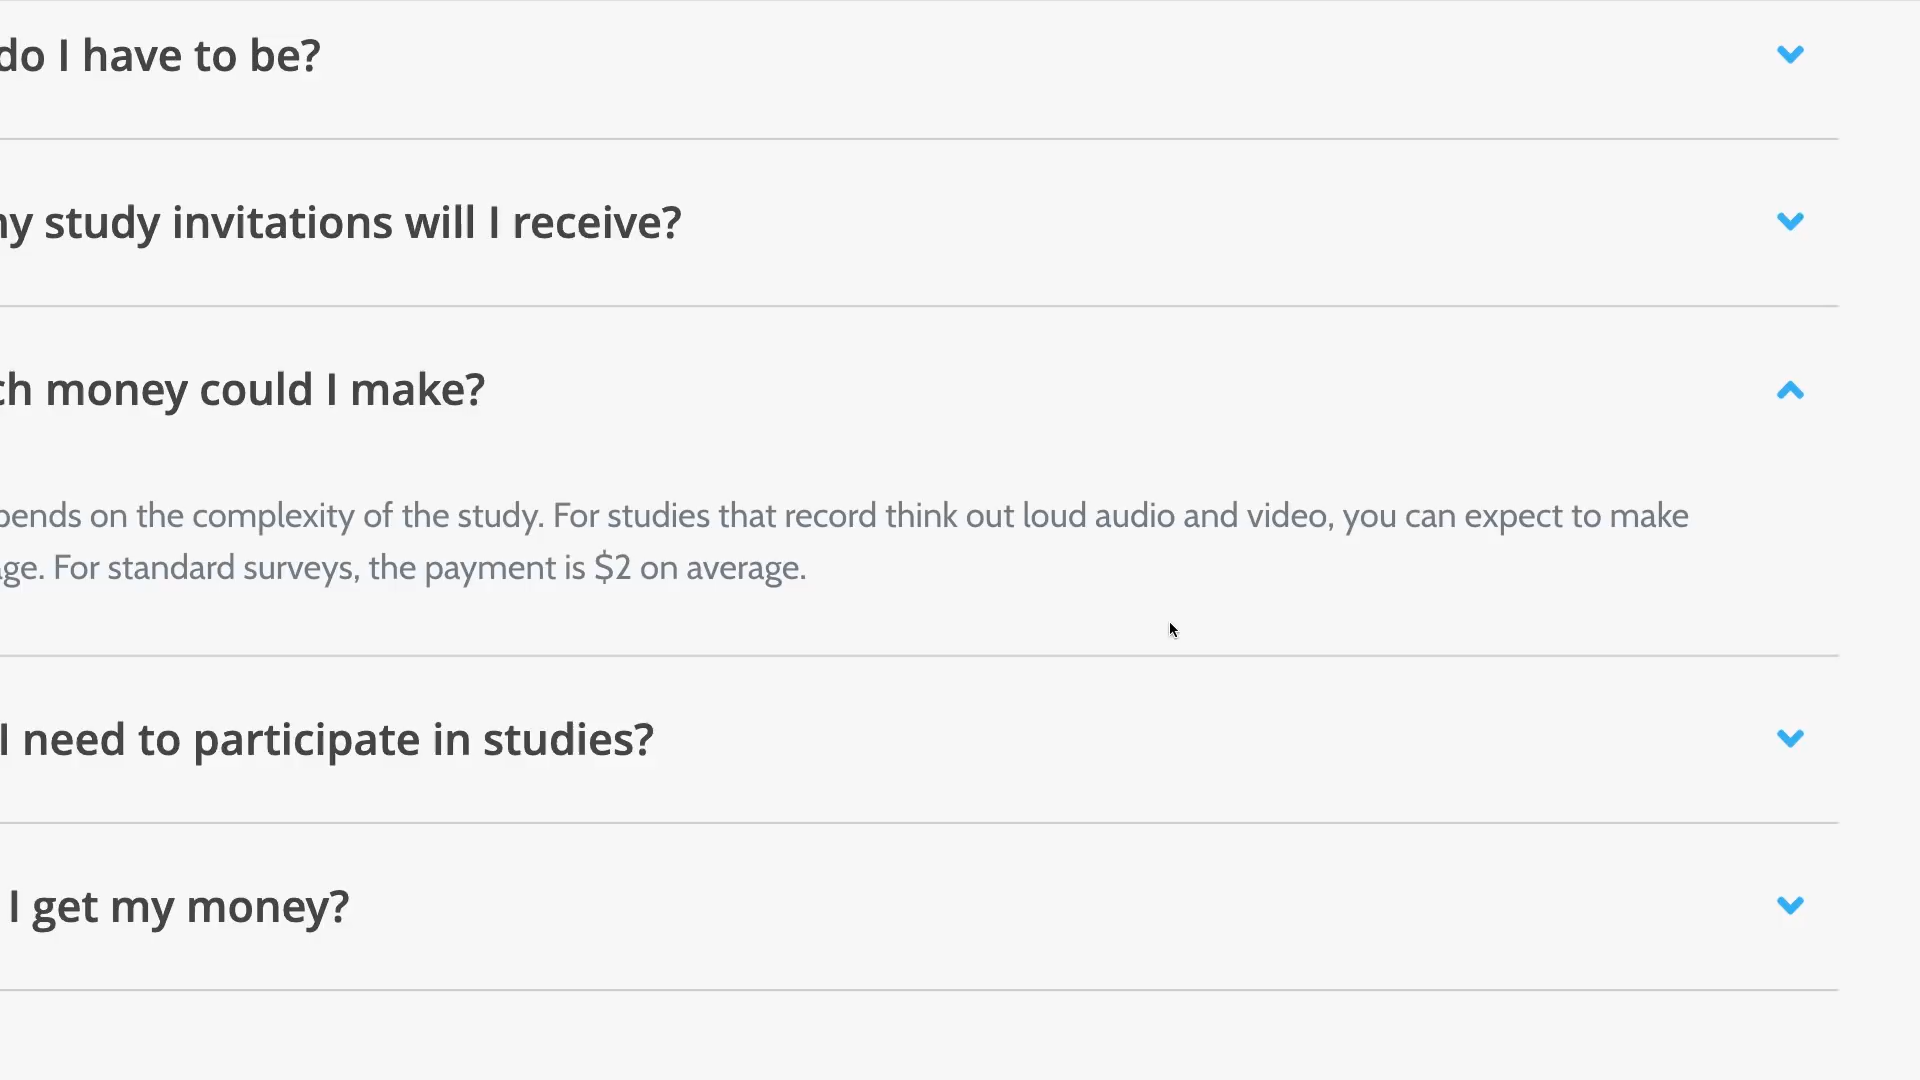 do I have to be?
ny study invitations will I receive?
ch money could I make?
pends on the complexity of the study. For studies that record think out loud audio and video, you can expect to make
age. For standard surveys, the payment is $2 on average.
I need to participate in studies?
I get my money?